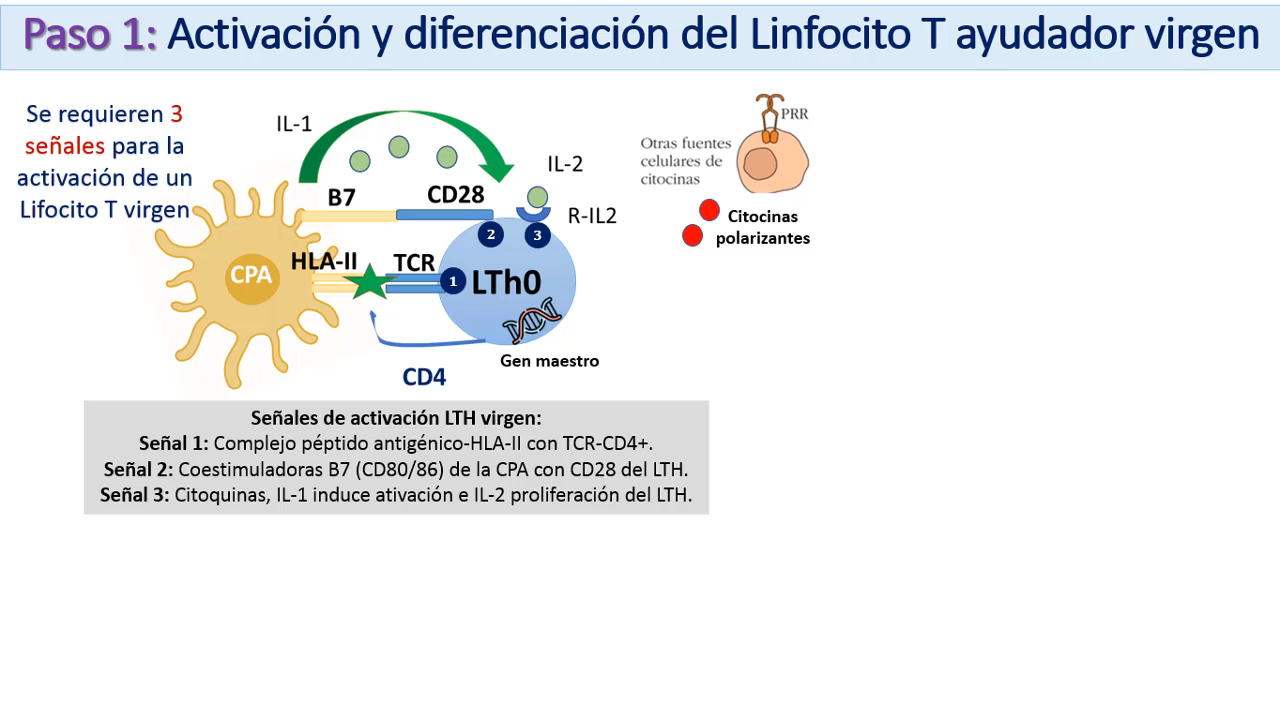 Paso 1: Activación y diferenciación del Linfocito T ayudador virgen
Se requieren 3
señales para la
activación de un
Lifocito T virgen
IL-1
B7
CD28
IL-2
R-IL2
2
3
CPA
HLA-II
TCR
1
LTh0
Gen maestro
CD4
PRR
Otras fuentes
celulares de
citocinas
Citocinas
polarizantes
Señales de activación LTH virgen:
Señal 1: Complejo péptido antigénico-HLA-II con TCR-CD4+.
Señal 2: Coestimuladoras B7 (CD80/86) de la CPA con CD28 del LTH.
Señal 3: Citoquinas, IL-1 induce ativación e IL-2 proliferación del LTH.